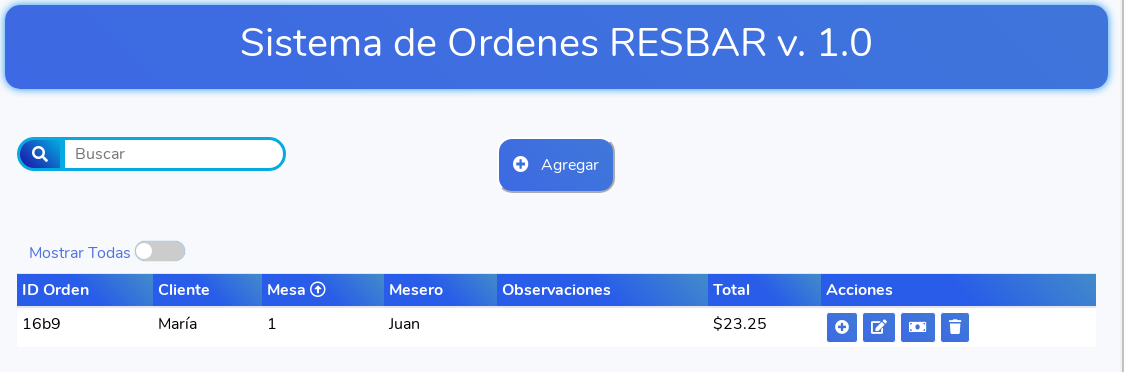 Sistema de Ordenes RESBAR v. 1.0
Buscar
Agregar
Mostrar Todas
ID Orden Cliente Mesa Mesero Observaciones Total Acciones
16b9 María 1 Juan $23.25